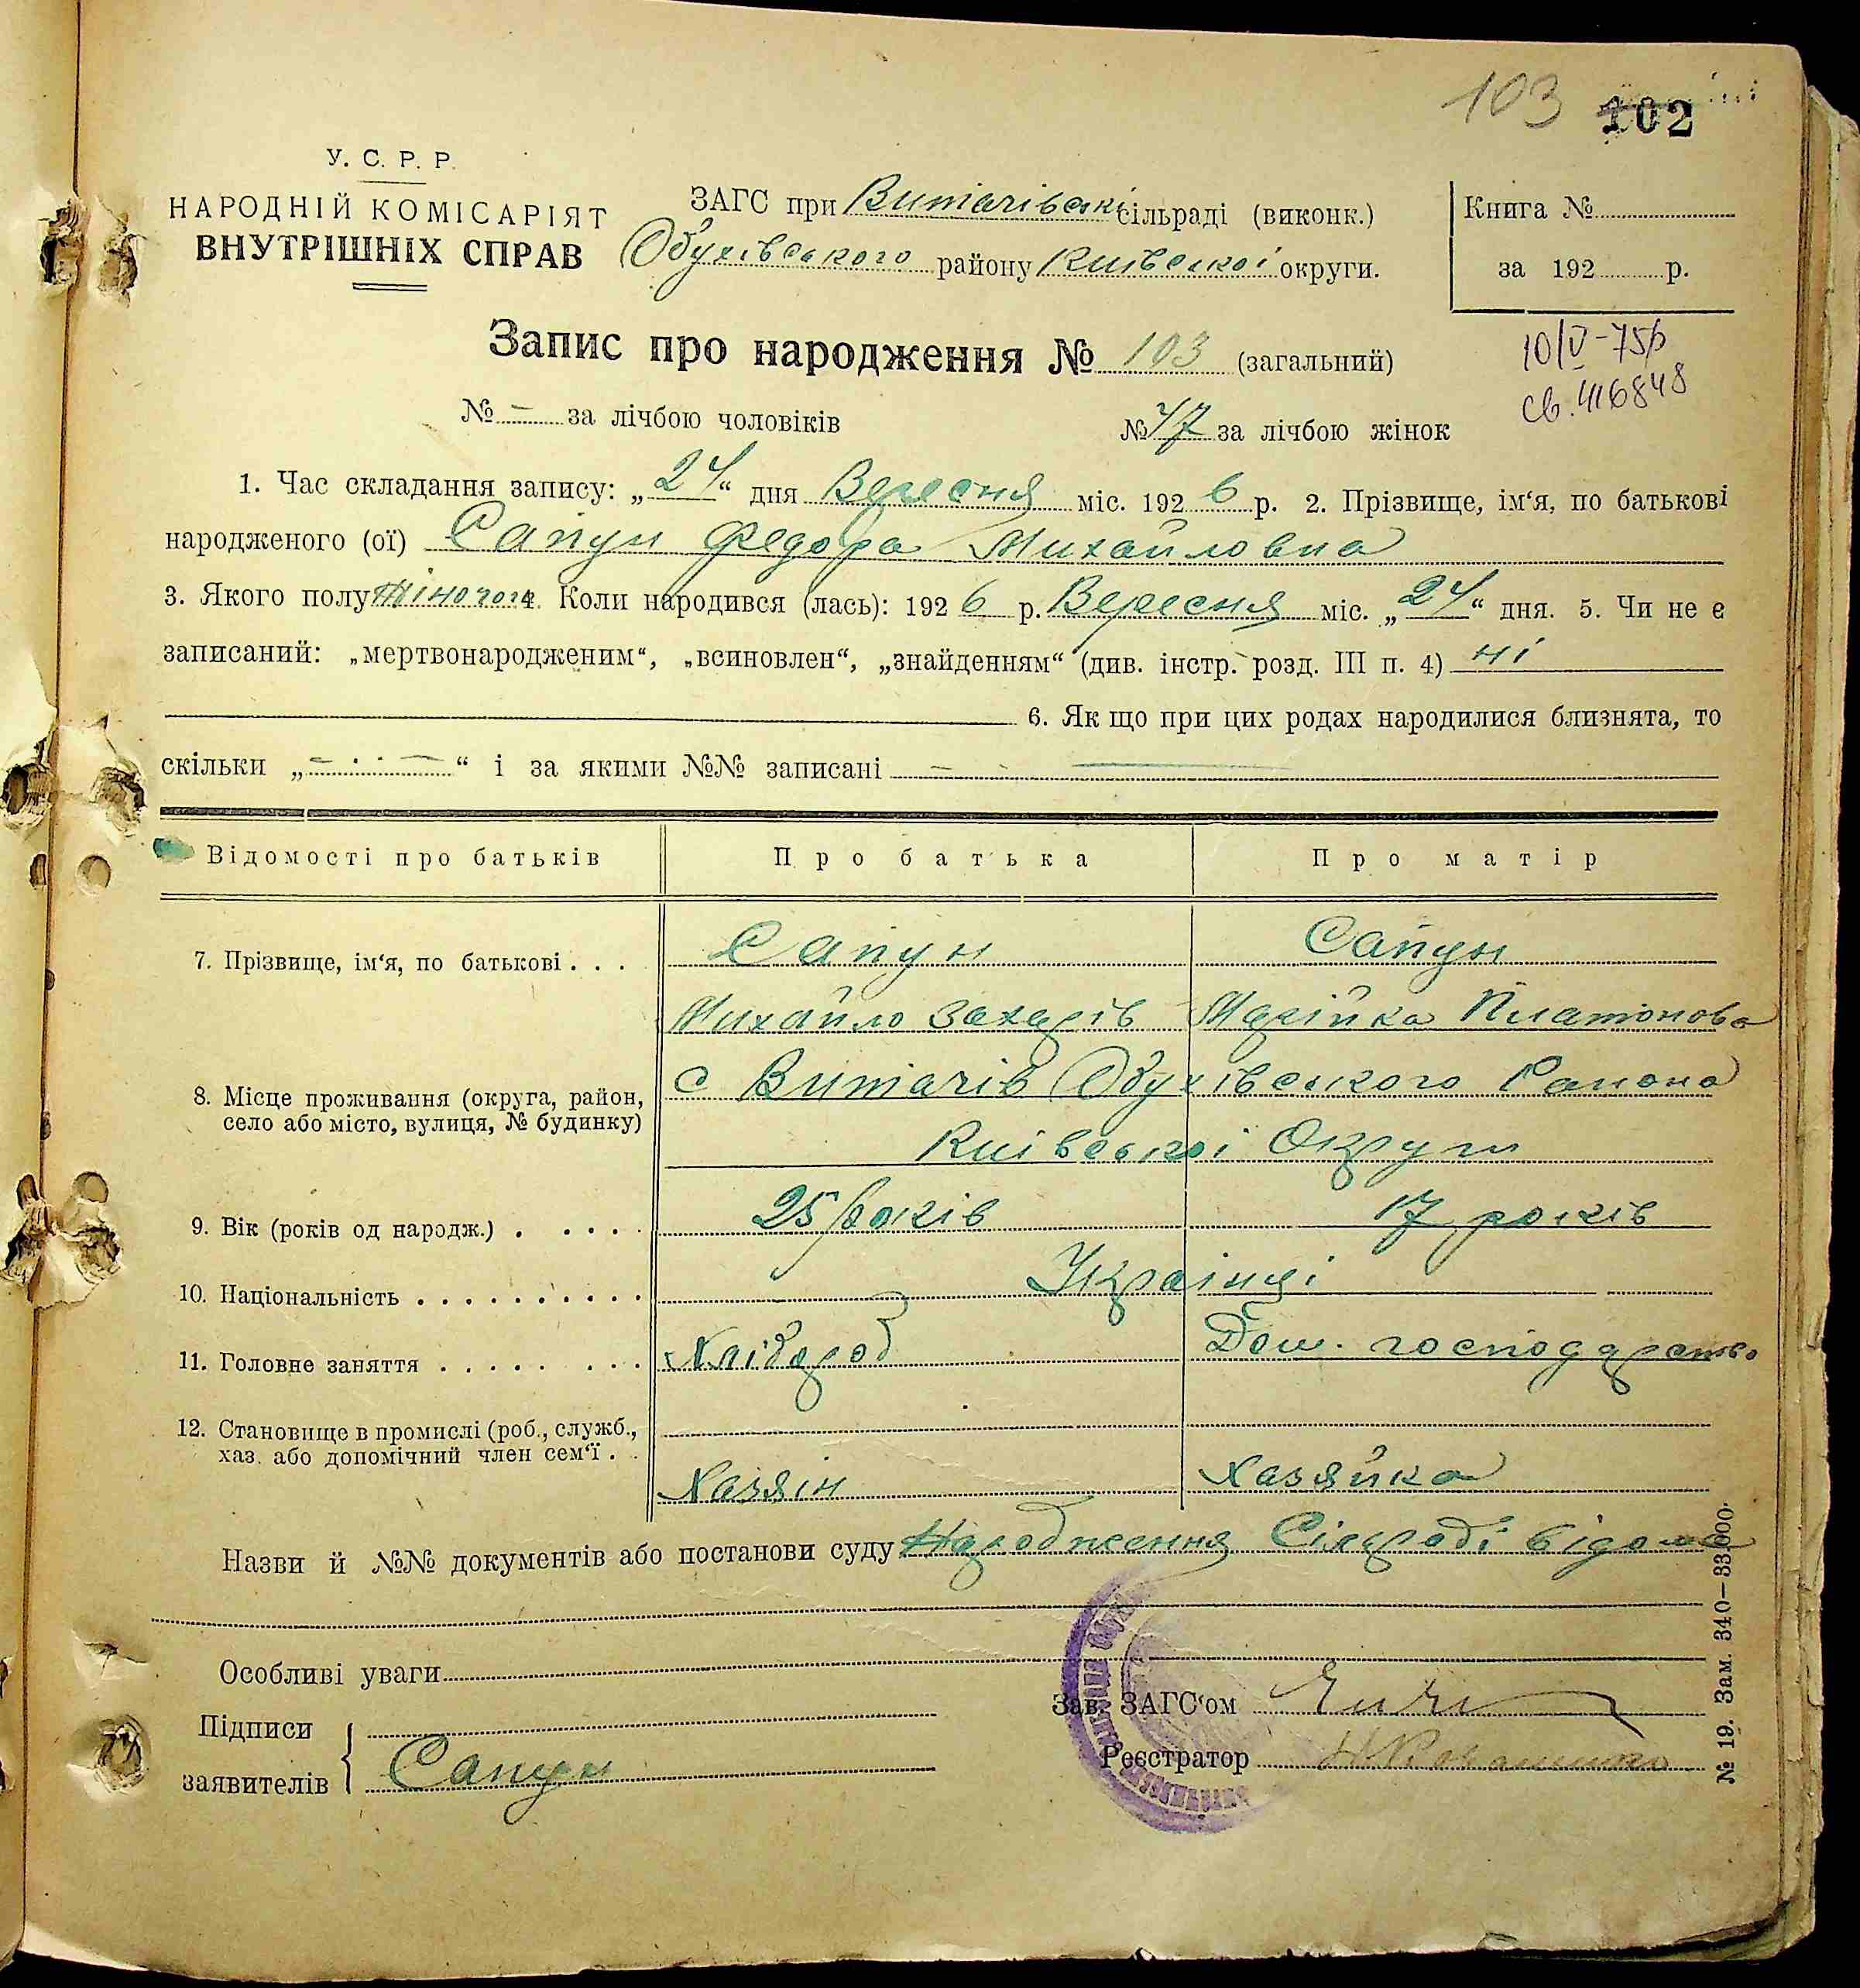 103 102
У. С. Р. Р.
НАРОДНІЙ КОМІСАРІЯТ
ВНУТРІШНІХ СПРАВ
ЗАГС при Витачівські сільраді (виконк.)
Обухівського району Київської округи.
Книга №
за 192 р.
Запис про народження № 103 (загальний)
10/V-75р
св. 416848
№ – за лічбою чоловіків № 47 за лічбою жінок
1. Час складання запису: „24“ дня Вересня міс. 1926 р. 2. Прізвище, ім‘я, по батькові
народженого (ої) Сапун Федора Михайловна
3. Якого полу жіночого 4. Коли народився (лась): 1926 р. Вересня міс. „24“ дня. 5. Чи не є
записаний: „мертвонародженим“, „всиновлен“, „знайденням“ (див. інстр. розд. III п. 4) ні
6. Як що при цих родах народилися близнята, то
скільки „– · · –“ і за якими №№ записані – – —
Відомості про батьків Про батька Про матір
7. Прізвище, ім‘я, по батькові . . . Сапун Сапун
Михайло Захарів Марійка Платонова
8. Місце проживання (округа, район,
село або місто, вулиця, № будинку)
с Витачів Обухівського Района
Київської Округи
9. Вік (років од народж.) . . . . . 25 років 17 років
10. Національність . . . . . . . . . . Українці
11. Головне заняття . . . . . . . . Хлібороб Дом. господарство
12. Становище в промислі (роб., служб.,
хаз. або допомічний член сем‘ї . .
Хазяін Хазяйка
Назви й №№ документів або постанови суду Народження Сілраді відоме
Особливі уваги
Підписи
заявителів
Сапун
Зав. ЗАГС‘ом
Реєстратор
№ 19. Зам. 340–33.000.